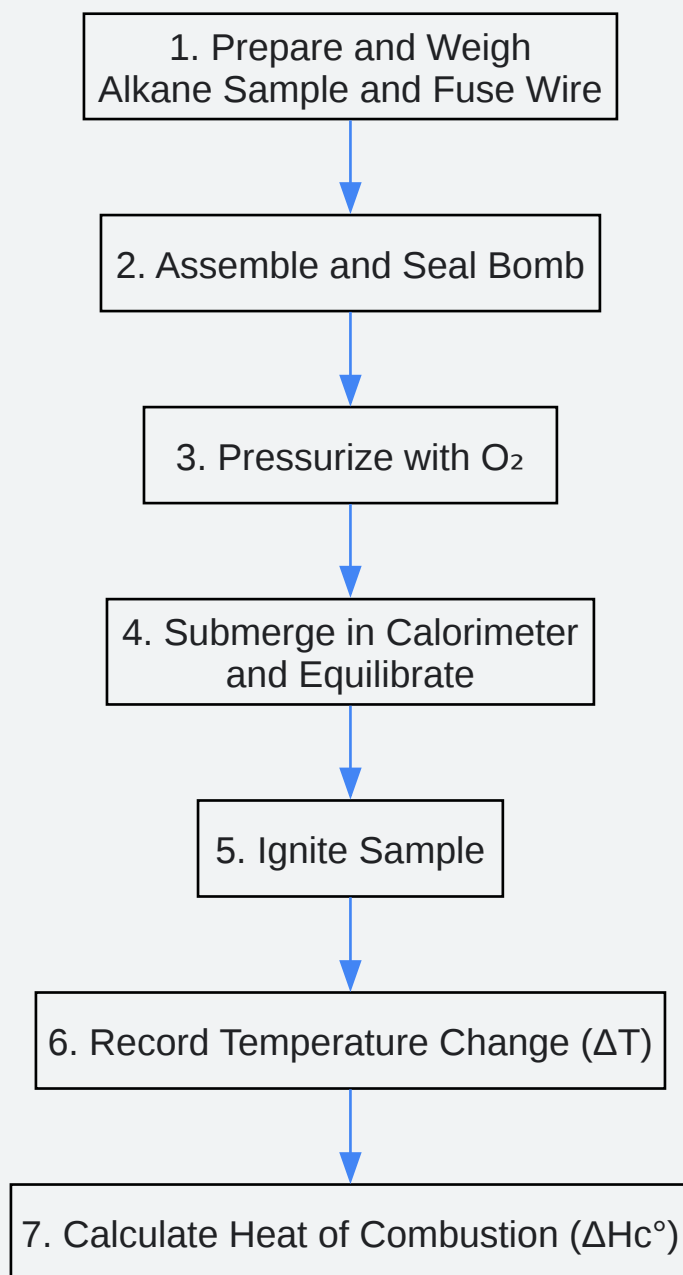 1. Prepare and Weigh
Alkane Sample and Fuse Wire
2. Assemble and Seal Bomb
3. Pressurize with O₂
4. Submerge in Calorimeter
and Equilibrate
5. Ignite Sample
6. Record Temperature Change (ΔT)
7. Calculate Heat of Combustion (ΔHc°)